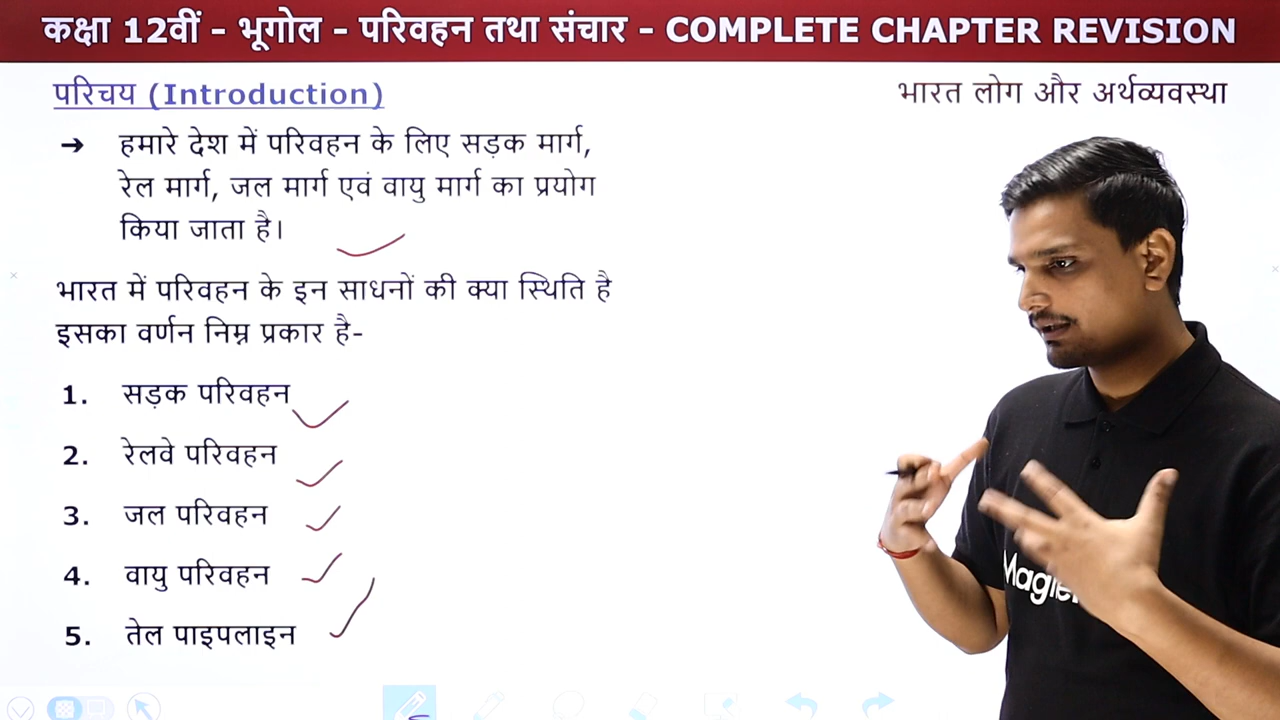 कक्षा 12वीं - भूगोल - परिवहन तथा संचार - COMPLETE CHAPTER REVISION
परिचय (Introduction)
भारत लोग और अर्थव्यवस्था
➔ हमारे देश में परिवहन के लिए सड़क मार्ग,
रेल मार्ग, जल मार्ग एवं वायु मार्ग का प्रयोग
किया जाता है।
भारत में परिवहन के इन साधनों की क्या स्थिति है
इसका वर्णन निम्न प्रकार है-
1. सड़क परिवहन
2. रेलवे परिवहन
3. जल परिवहन
4. वायु परिवहन
5. तेल पाइपलाइन